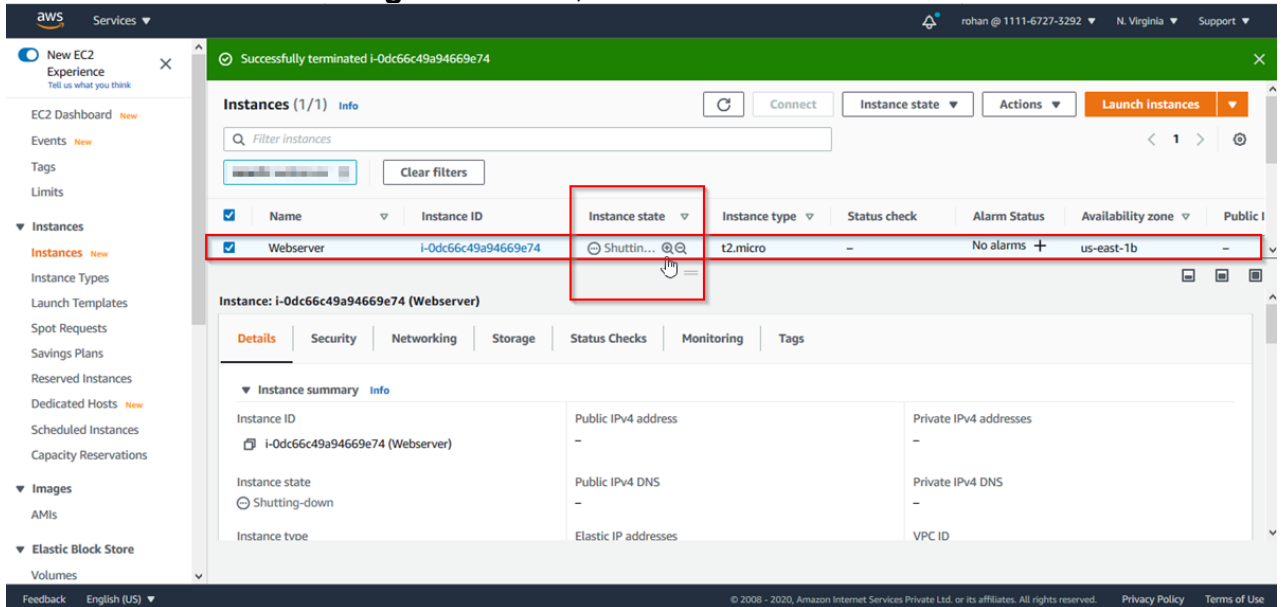 aws Services ▼ rohan @ 1111-6727-3292 ▼ N. Virginia ▼ Support ▼
New EC2
Experience
Tell us what you think
EC2 Dashboard New
Events New
Tags
Limits
▼ Instances
Instances New
Instance Types
Launch Templates
Spot Requests
Savings Plans
Reserved Instances
Dedicated Hosts New
Scheduled Instances
Capacity Reservations
▼ Images
AMIs
▼ Elastic Block Store
Volumes
Successfully terminated i-0dc66c49a94669e74
Instances (1/1) Info Connect Instance state ▼ Actions ▼ Launch instances ▼
Filter instances < 1 >
Clear filters
Name Instance ID Instance state Instance type Status check Alarm Status Availability zone Public I
Webserver i-0dc66c49a94669e74 Shuttin... t2.micro – No alarms + us-east-1b –
Instance: i-0dc66c49a94669e74 (Webserver)
Details Security Networking Storage Status Checks Monitoring Tags
▼ Instance summary Info
Instance ID Public IPv4 address Private IPv4 addresses
i-0dc66c49a94669e74 (Webserver) – –
Instance state Public IPv4 DNS Private IPv4 DNS
Shutting-down – –
Instance type Elastic IP addresses VPC ID
Feedback English (US) ▼ © 2008 - 2020, Amazon Internet Services Private Ltd. or its affiliates. All rights reserved. Privacy Policy Terms of Use